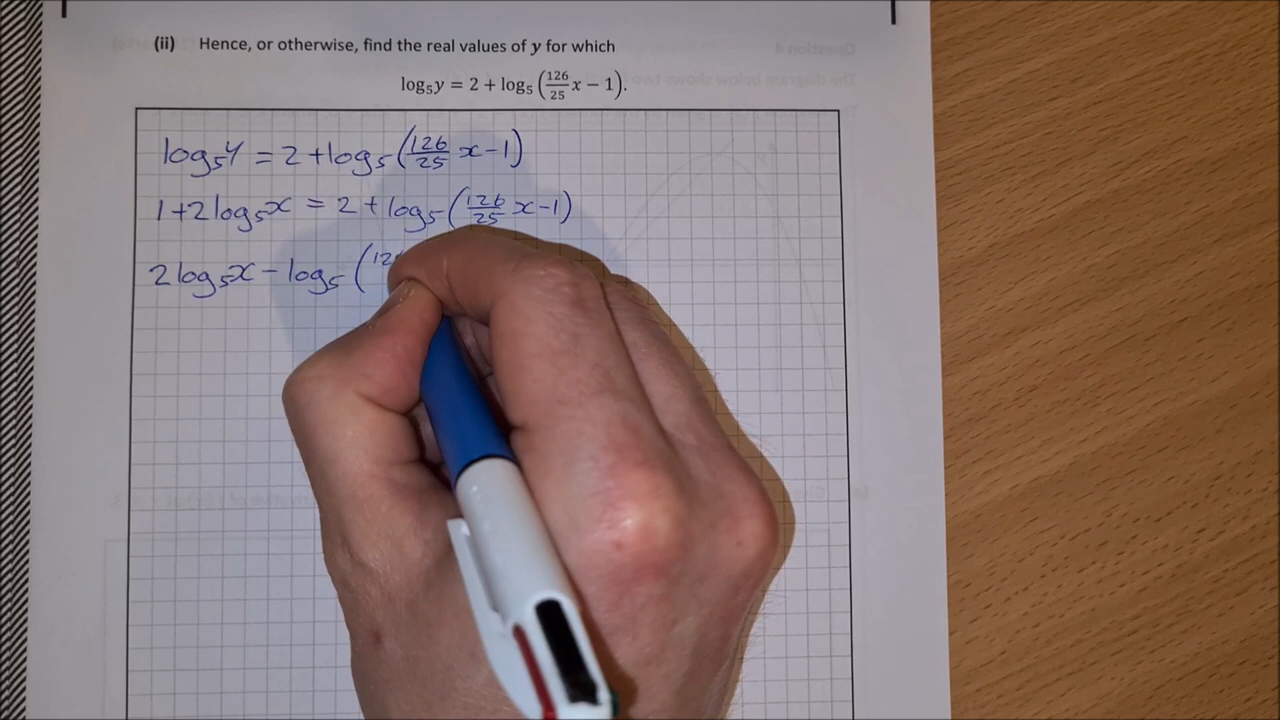 (ii) Hence, or otherwise, find the real values of y for which
log₅y = 2 + log₅ (126/25 x − 1).
log₅y = 2 + log₅ (126/25 x − 1)
1 + 2log₅x = 2 + log₅ (126/25 x − 1)
2log₅x − log₅ (12